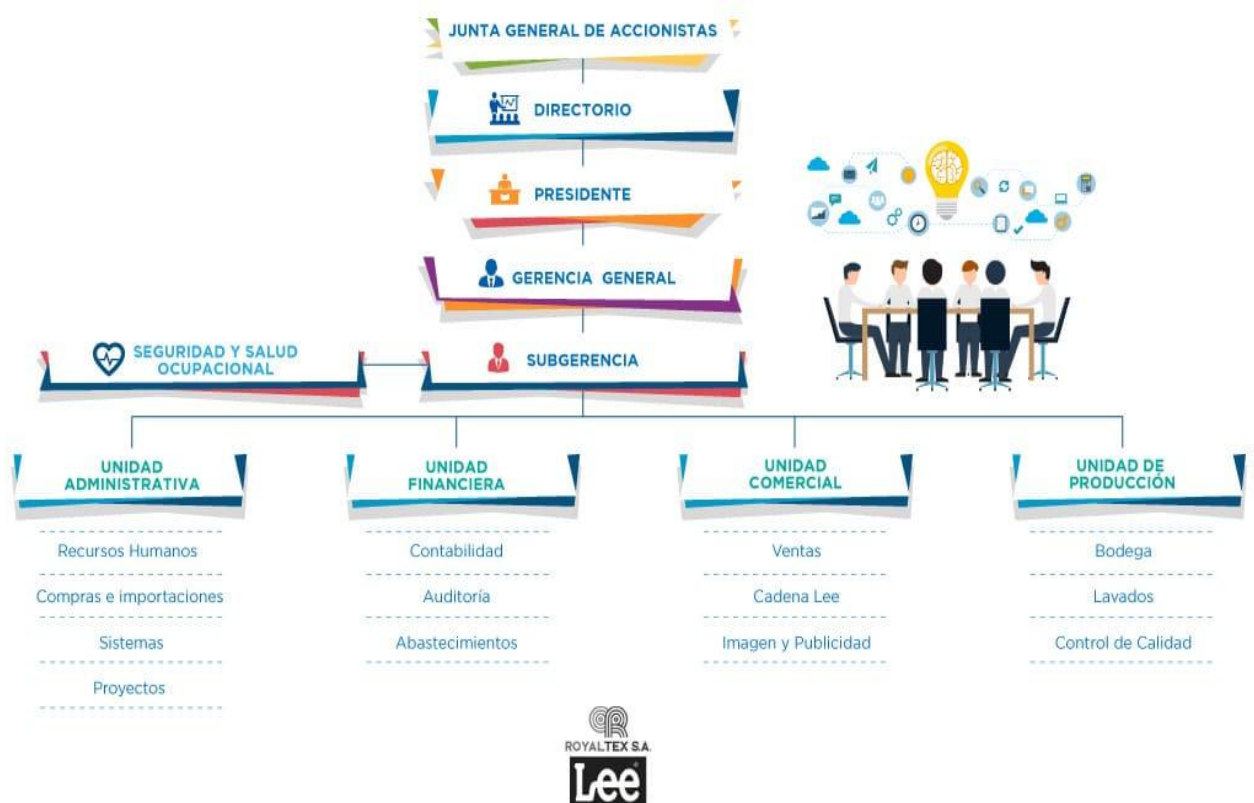 JUNTA GENERAL DE ACCIONISTAS
DIRECTORIO
PRESIDENTE
GERENCIA GENERAL
SEGURIDAD Y SALUD
OCUPACIONAL
SUBGERENCIA
UNIDAD
ADMINISTRATIVA
Recursos Humanos
Compras e importaciones
Sistemas
Proyectos
UNIDAD
FINANCIERA
Contabilidad
Auditoría
Abastecimientos
UNIDAD
COMERCIAL
Ventas
Cadena Lee
Imagen y Publicidad
UNIDAD DE
PRODUCCIÓN
Bodega
Lavados
Control de Calidad
ROYALTEX S.A.
Lee